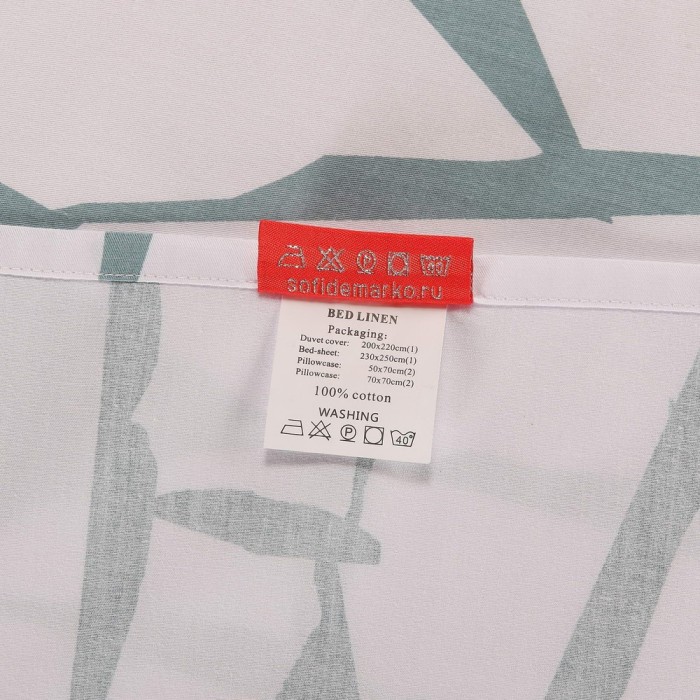 sofidemarko.ru
BED LINEN
Packaging:
Duvet cover: 200x220cm(1)
Bed-sheet: 230x250cm(1)
Pillowcase: 50x70cm(2)
Pillowcase: 70x70cm(2)
100% cotton
WASHING
P 40°